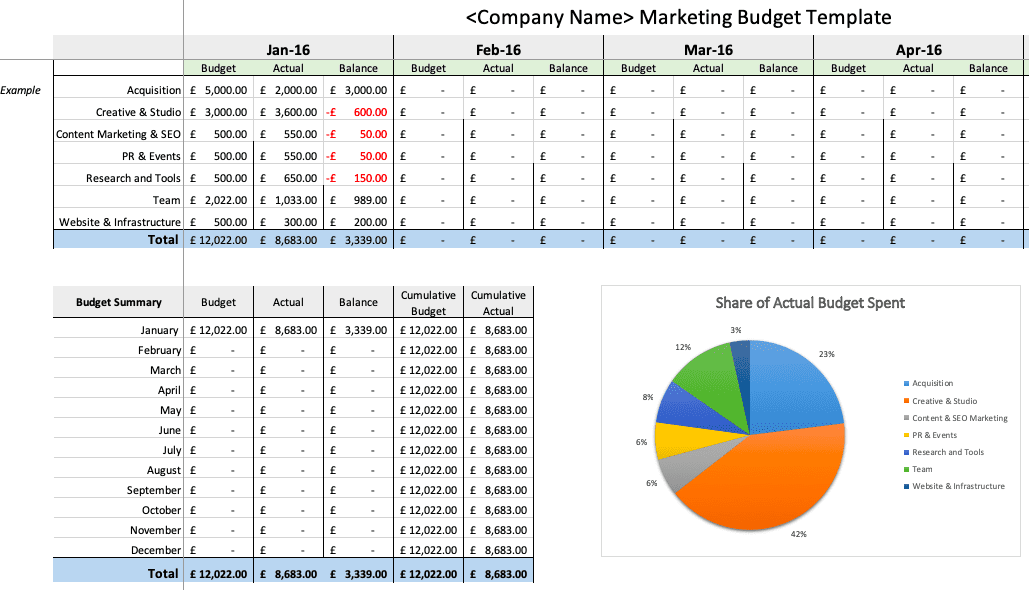 <Company Name> Marketing Budget Template
Jan-16 Feb-16 Mar-16 Apr-16
Budget Actual Balance Budget Actual Balance Budget Actual Balance Budget Actual Balance
Example Acquisition £ 5,000.00 £ 2,000.00 £ 3,000.00 £ - £ - £ - £ - £ - £ - £ - £ - £ -
Creative & Studio £ 3,000.00 £ 3,600.00 -£ 600.00 £ - £ - £ - £ - £ - £ - £ - £ - £ -
Content Marketing & SEO £ 500.00 £ 550.00 -£ 50.00 £ - £ - £ - £ - £ - £ - £ - £ - £ -
PR & Events £ 500.00 £ 550.00 -£ 50.00 £ - £ - £ - £ - £ - £ - £ - £ - £ -
Research and Tools £ 500.00 £ 650.00 -£ 150.00 £ - £ - £ - £ - £ - £ - £ - £ - £ -
Team £ 2,022.00 £ 1,033.00 £ 989.00 £ - £ - £ - £ - £ - £ - £ - £ - £ -
Website & Infrastructure £ 500.00 £ 300.00 £ 200.00 £ - £ - £ - £ - £ - £ - £ - £ - £ -
Total £ 12,022.00 £ 8,683.00 £ 3,339.00 £ - £ - £ - £ - £ - £ - £ - £ - £ -
Budget Summary Budget Actual Balance Cumulative Budget Cumulative Actual
January £ 12,022.00 £ 8,683.00 £ 3,339.00 £ 12,022.00 £ 8,683.00
February £ - £ - £ - £ 12,022.00 £ 8,683.00
March £ - £ - £ - £ 12,022.00 £ 8,683.00
April £ - £ - £ - £ 12,022.00 £ 8,683.00
May £ - £ - £ - £ 12,022.00 £ 8,683.00
June £ - £ - £ - £ 12,022.00 £ 8,683.00
July £ - £ - £ - £ 12,022.00 £ 8,683.00
August £ - £ - £ - £ 12,022.00 £ 8,683.00
September £ - £ - £ - £ 12,022.00 £ 8,683.00
October £ - £ - £ - £ 12,022.00 £ 8,683.00
November £ - £ - £ - £ 12,022.00 £ 8,683.00
December £ - £ - £ - £ 12,022.00 £ 8,683.00
Total £ 12,022.00 £ 8,683.00 £ 3,339.00 £ 12,022.00 £ 8,683.00
Share of Actual Budget Spent
3%
12%
23%
8%
6%
6%
42%
Acquisition
Creative & Studio
Content & SEO Marketing
PR & Events
Research and Tools
Team
Website & Infrastructure